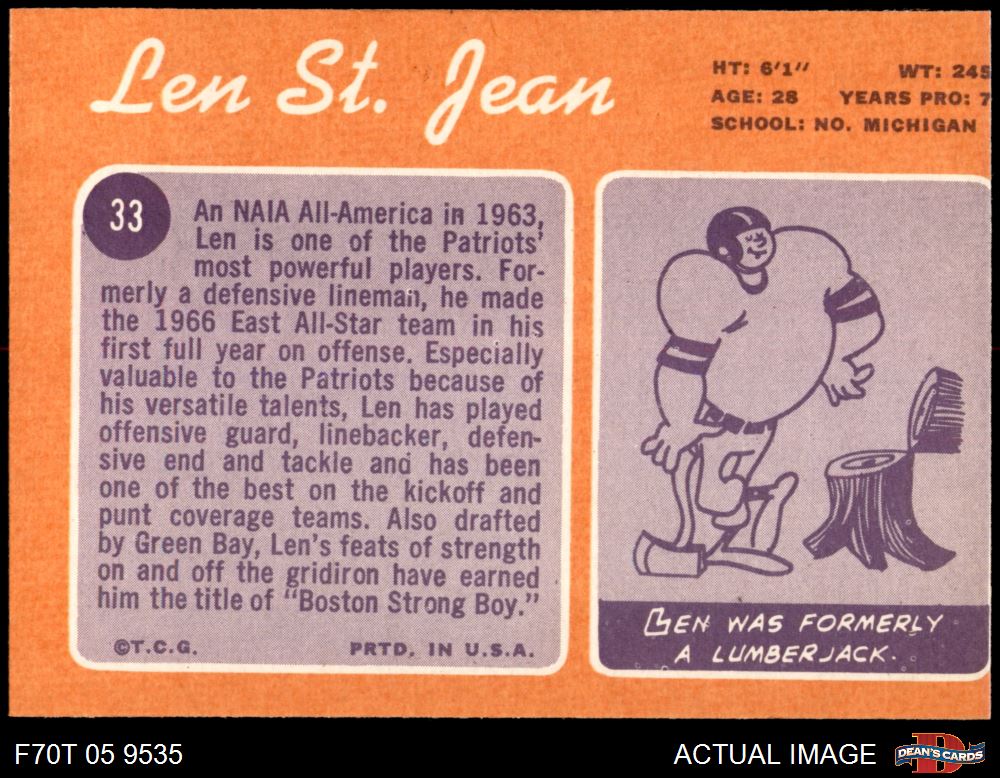 Len St. Jean
HT: 6'1" WT: 245
AGE: 28 YEARS PRO: 7
SCHOOL: NO. MICHIGAN
33
An NAIA All-America in 1963,
Len is one of the Patriots'
most powerful players. For-
merly a defensive lineman, he made
the 1966 East All-Star team in his
first full year on offense. Especially
valuable to the Patriots because of
his versatile talents, Len has played
offensive guard, linebacker, defen-
sive end and tackle and has been
one of the best on the kickoff and
punt coverage teams. Also drafted
by Green Bay, Len's feats of strength
on and off the gridiron have earned
him the title of "Boston Strong Boy."
©T.C.G. PRTD. IN U.S.A.
LEN WAS FORMERLY
A LUMBERJACK.
F70T 05 9535
ACTUAL IMAGE
DEAN'S CARDS